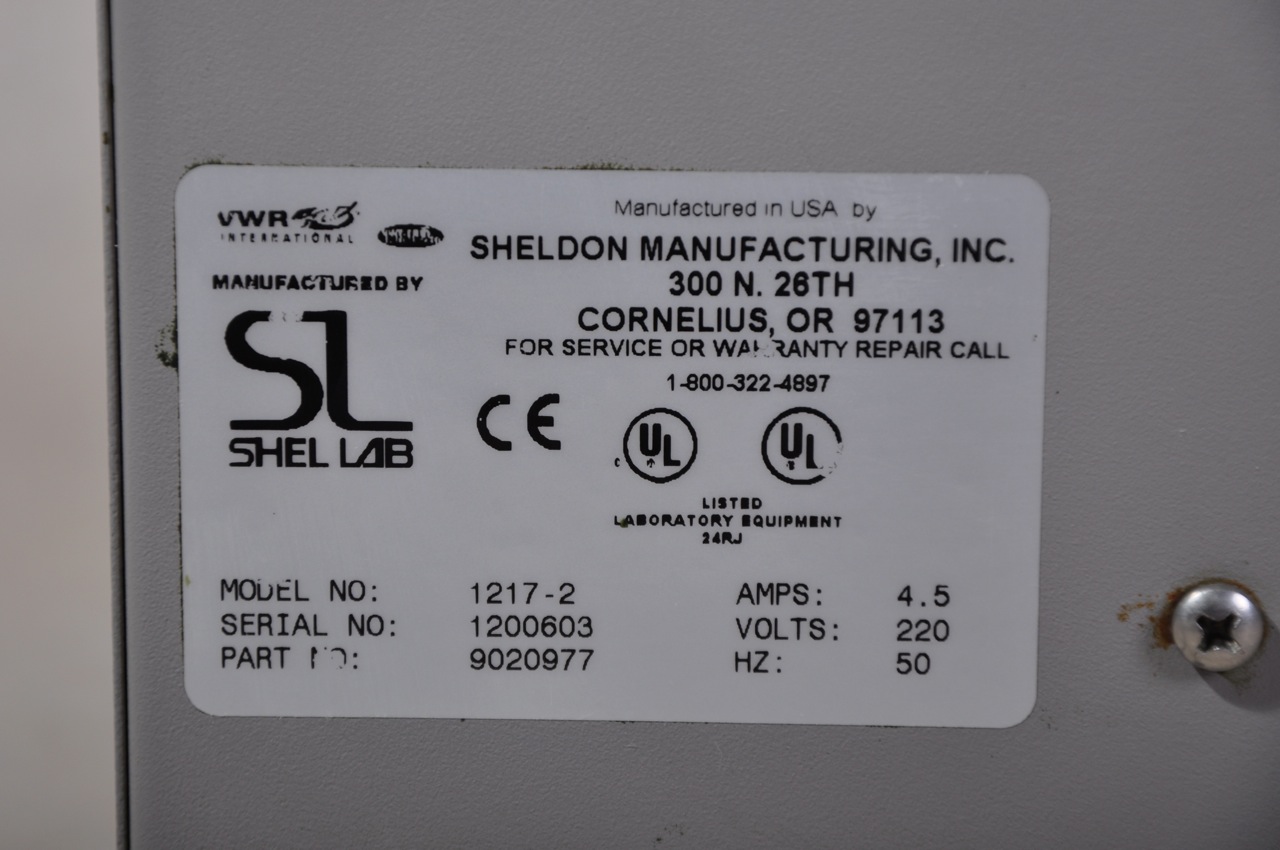 VWR
INTERNATIONAL
MANUFACTURED BY
SL
SHEL LAB
Manufactured in USA by
SHELDON MANUFACTURING, INC.
300 N. 26TH
CORNELIUS, OR 97113
FOR SERVICE OR WARRANTY REPAIR CALL
1-800-322-4897
CE
C UL
UL
LISTED
LABORATORY EQUIPMENT
24RJ
MODEL NO: 1217-2 AMPS: 4.5
SERIAL NO: 1200603 VOLTS: 220
PART NO: 9020977 HZ: 50